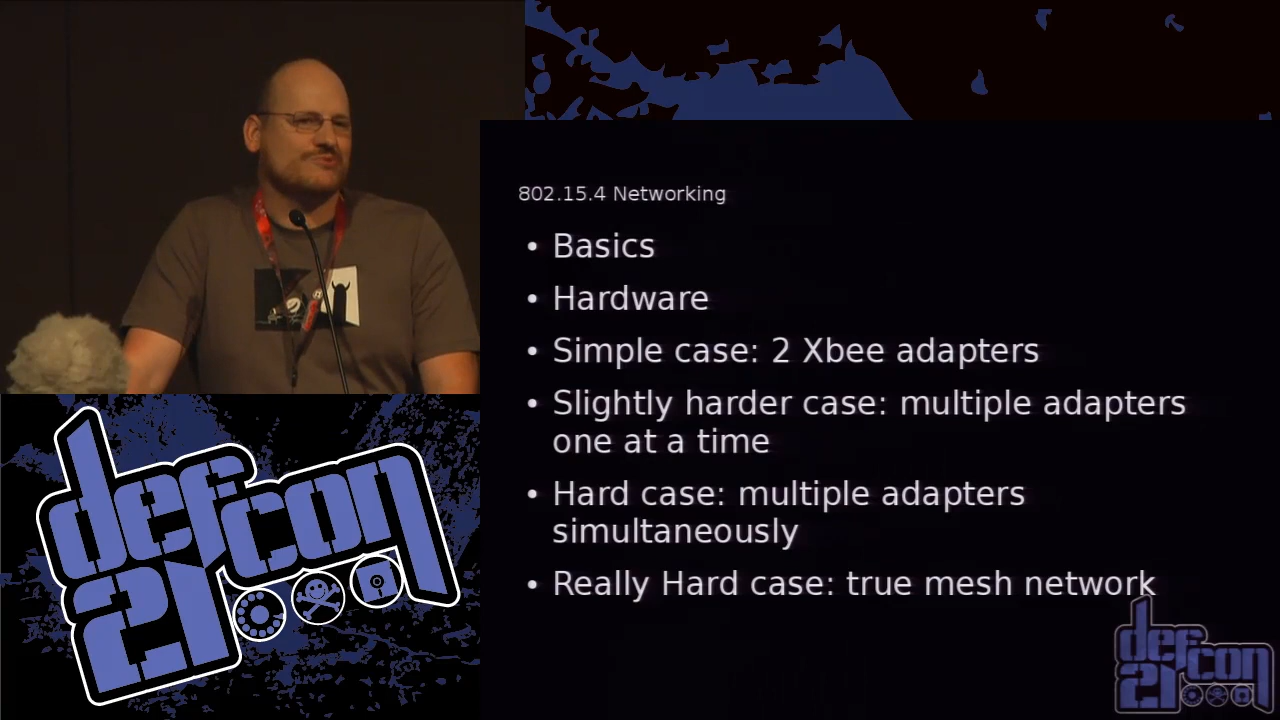 802.15.4 Networking
• Basics
• Hardware
• Simple case: 2 Xbee adapters
• Slightly harder case: multiple adapters
one at a time
• Hard case: multiple adapters
simultaneously
• Really Hard case: true mesh network
defcon
21
defcon
21